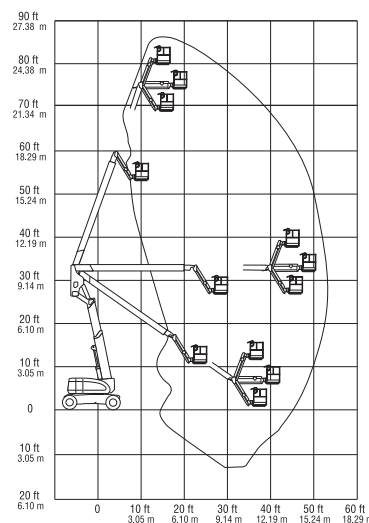 90 ft
27.38 m
80 ft
24.38 m
70 ft
21.34 m
60 ft
18.29 m
50 ft
15.24 m
40 ft
12.19 m
30 ft
9.14 m
20 ft
6.10 m
10 ft
3.05 m
0
10 ft
3.05 m
20 ft
6.10 m
0 10 ft 20 ft 30 ft 40 ft 50 ft 60 ft
3.05 m 6.10 m 9.14 m 12.19 m 15.24 m 18.29 m